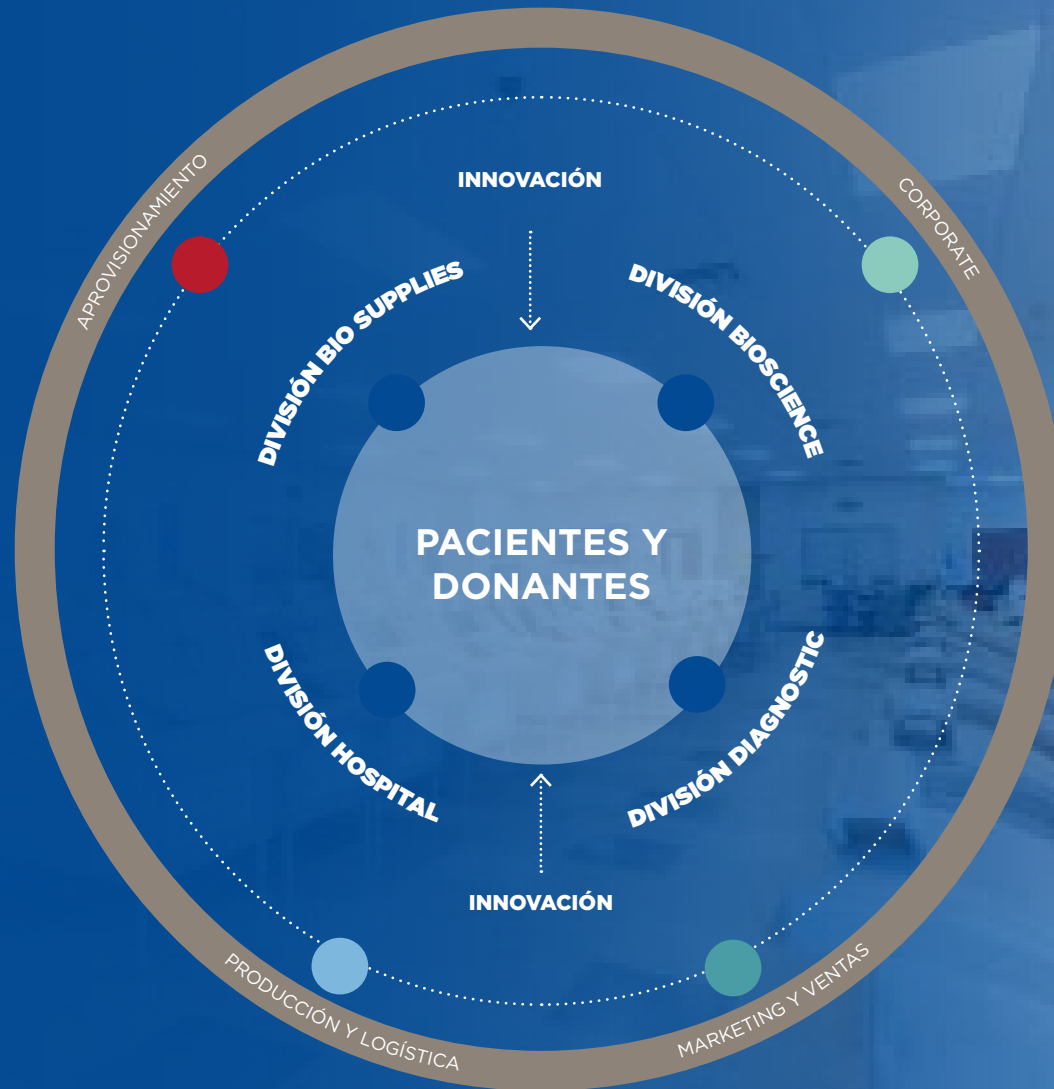 INNOVACIÓN
APROVISIONAMIENTO
CORPORATE
DIVISIÓN BIO SUPPLIES
DIVISIÓN BIOSCIENCE
PACIENTES Y
DONANTES
DIVISIÓN HOSPITAL
DIVISIÓN DIAGNOSTIC
INNOVACIÓN
PRODUCCIÓN Y LOGÍSTICA
MARKETING Y VENTAS